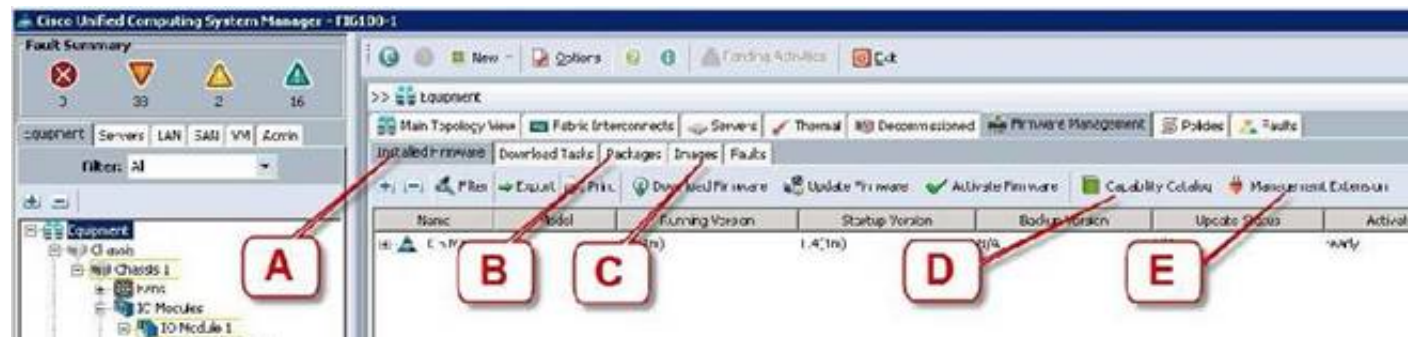 Cisco Unified Computing System Manager - FIG100-1
Fault Summary
33 2 16
New Options Pending Activities Exit
>> Equipment
Equipment Servers LAN SAN VM Admin
Filter: All
Main Topology View Fabric Interconnects Servers Thermal Decommissioned Firmware Management Policies Faults
Installed Firmware Download Tasks Packages Images Faults
Filter Export Print Download Firmware Update Firmware Activate Firmware Capability Catalog Management Extension
Name Model Running Version Startup Version Backup Version Update Status
Equipment
Chassis
Chassis 1
Fans
IO Modules
IO Module 1
1.4(1m)
A
B
C
D
E